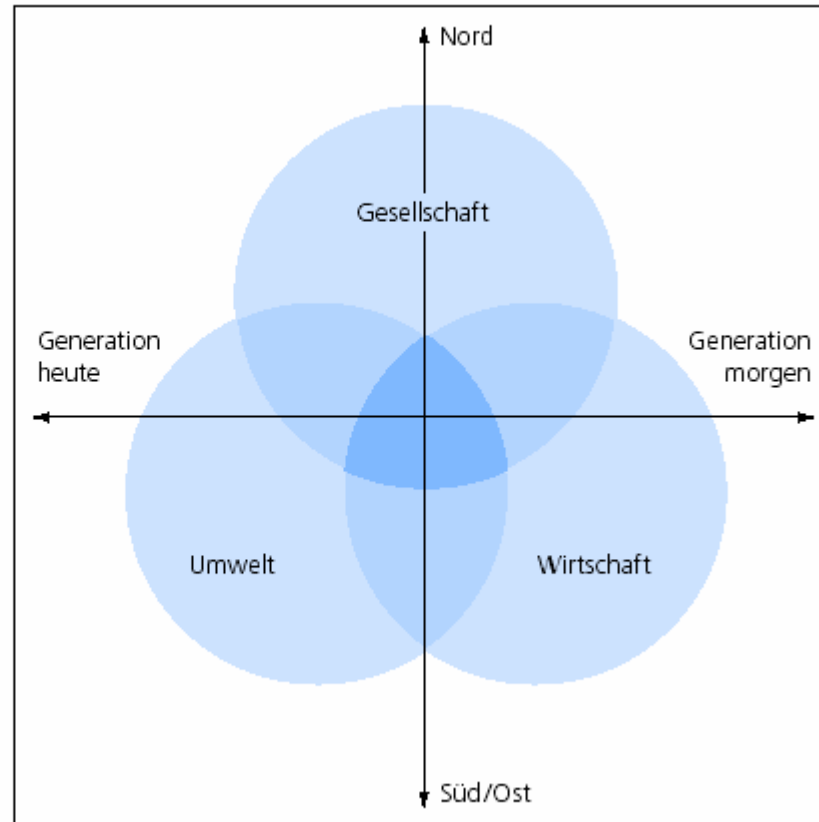 Nord
Gesellschaft
Generation
heute
Generation
morgen
Umwelt
Wirtschaft
Süd/Ost